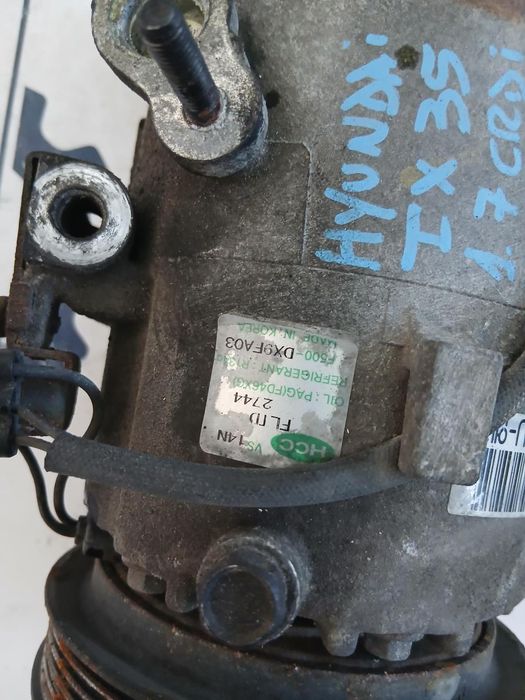 HYUNDAI
IX 35
1.7 CRDi
HCC
VS14N
FL
2744
OIL : PAG(FD46XG)
REFRIGERANT : R134a
F500-DX9FA03
MADE IN KOREA